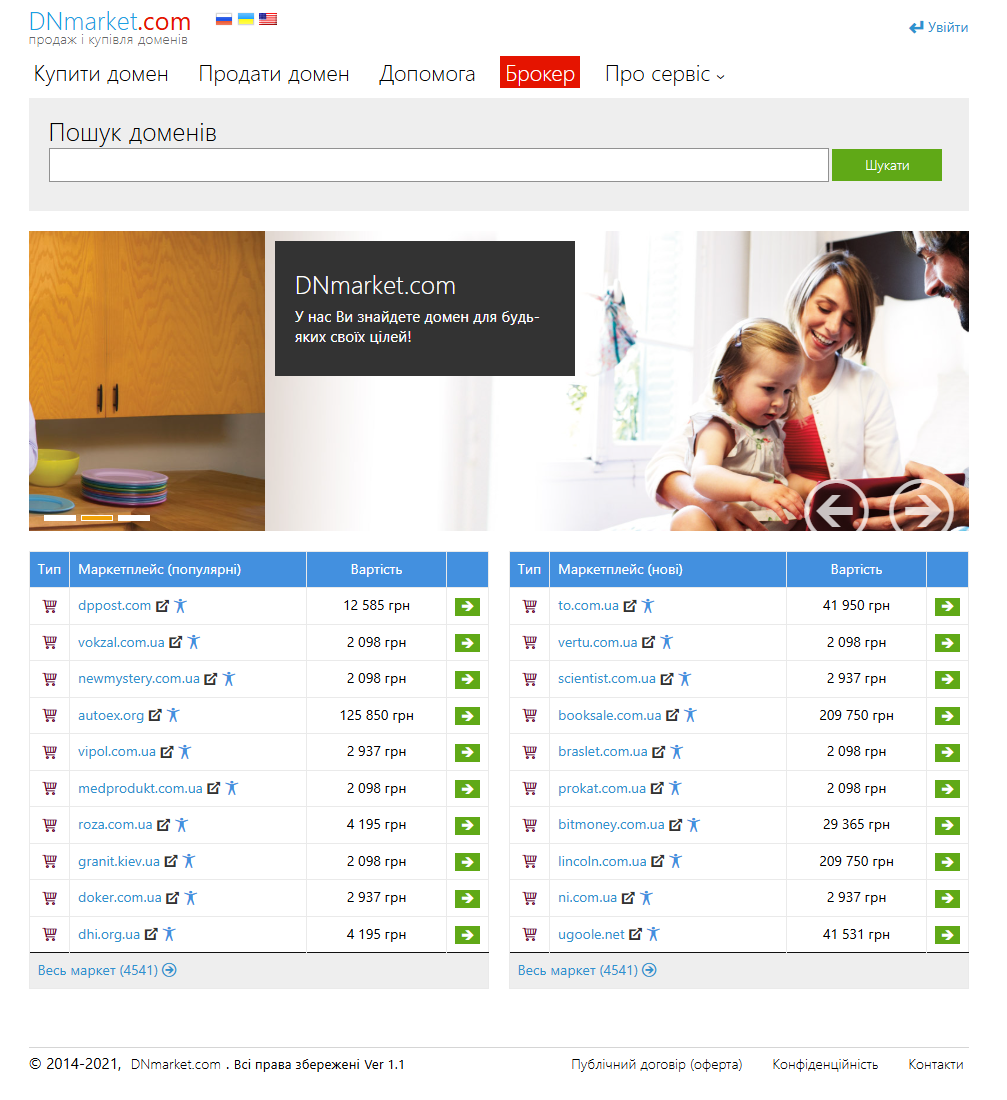 DNmarket.com
продаж і купівля доменів
Увійти
Купити домен Продати домен Допомога Брокер Про сервіс
Пошук доменів
Шукати
DNmarket.com
У нас Ви знайдете домен для будь-
яких своїх цілей!
Тип Маркетплейс (популярні) Вартість
dppost.com 12 585 грн
vokzal.com.ua 2 098 грн
newmystery.com.ua 2 098 грн
autoex.org 125 850 грн
vipol.com.ua 2 937 грн
medprodukt.com.ua 2 098 грн
roza.com.ua 4 195 грн
granit.kiev.ua 2 098 грн
doker.com.ua 2 937 грн
dhi.org.ua 4 195 грн
Весь маркет (4541)
Тип Маркетплейс (нові) Вартість
to.com.ua 41 950 грн
vertu.com.ua 2 098 грн
scientist.com.ua 2 937 грн
booksale.com.ua 209 750 грн
braslet.com.ua 2 098 грн
prokat.com.ua 2 098 грн
bitmoney.com.ua 29 365 грн
lincoln.com.ua 209 750 грн
ni.com.ua 2 937 грн
ugoole.net 41 531 грн
Весь маркет (4541)
© 2014-2021, DNmarket.com . Всі права збережені Ver 1.1 Публічний договір (оферта) Конфіденційність Контакти